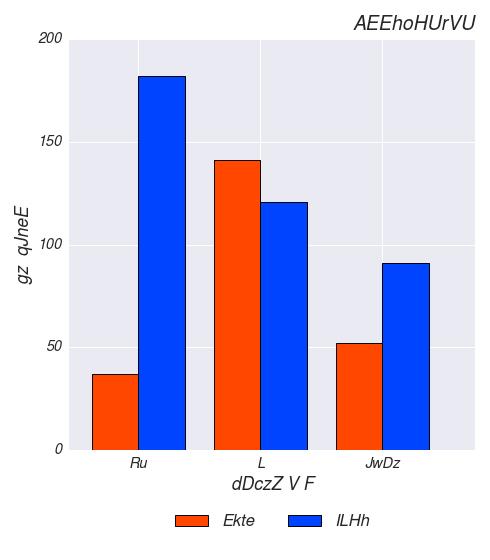 AEEhoHUrVU
200
150
100
50
0
gz  qJneE
Ru
L
JwDz
dDczZ V F
Ekte
ILHh